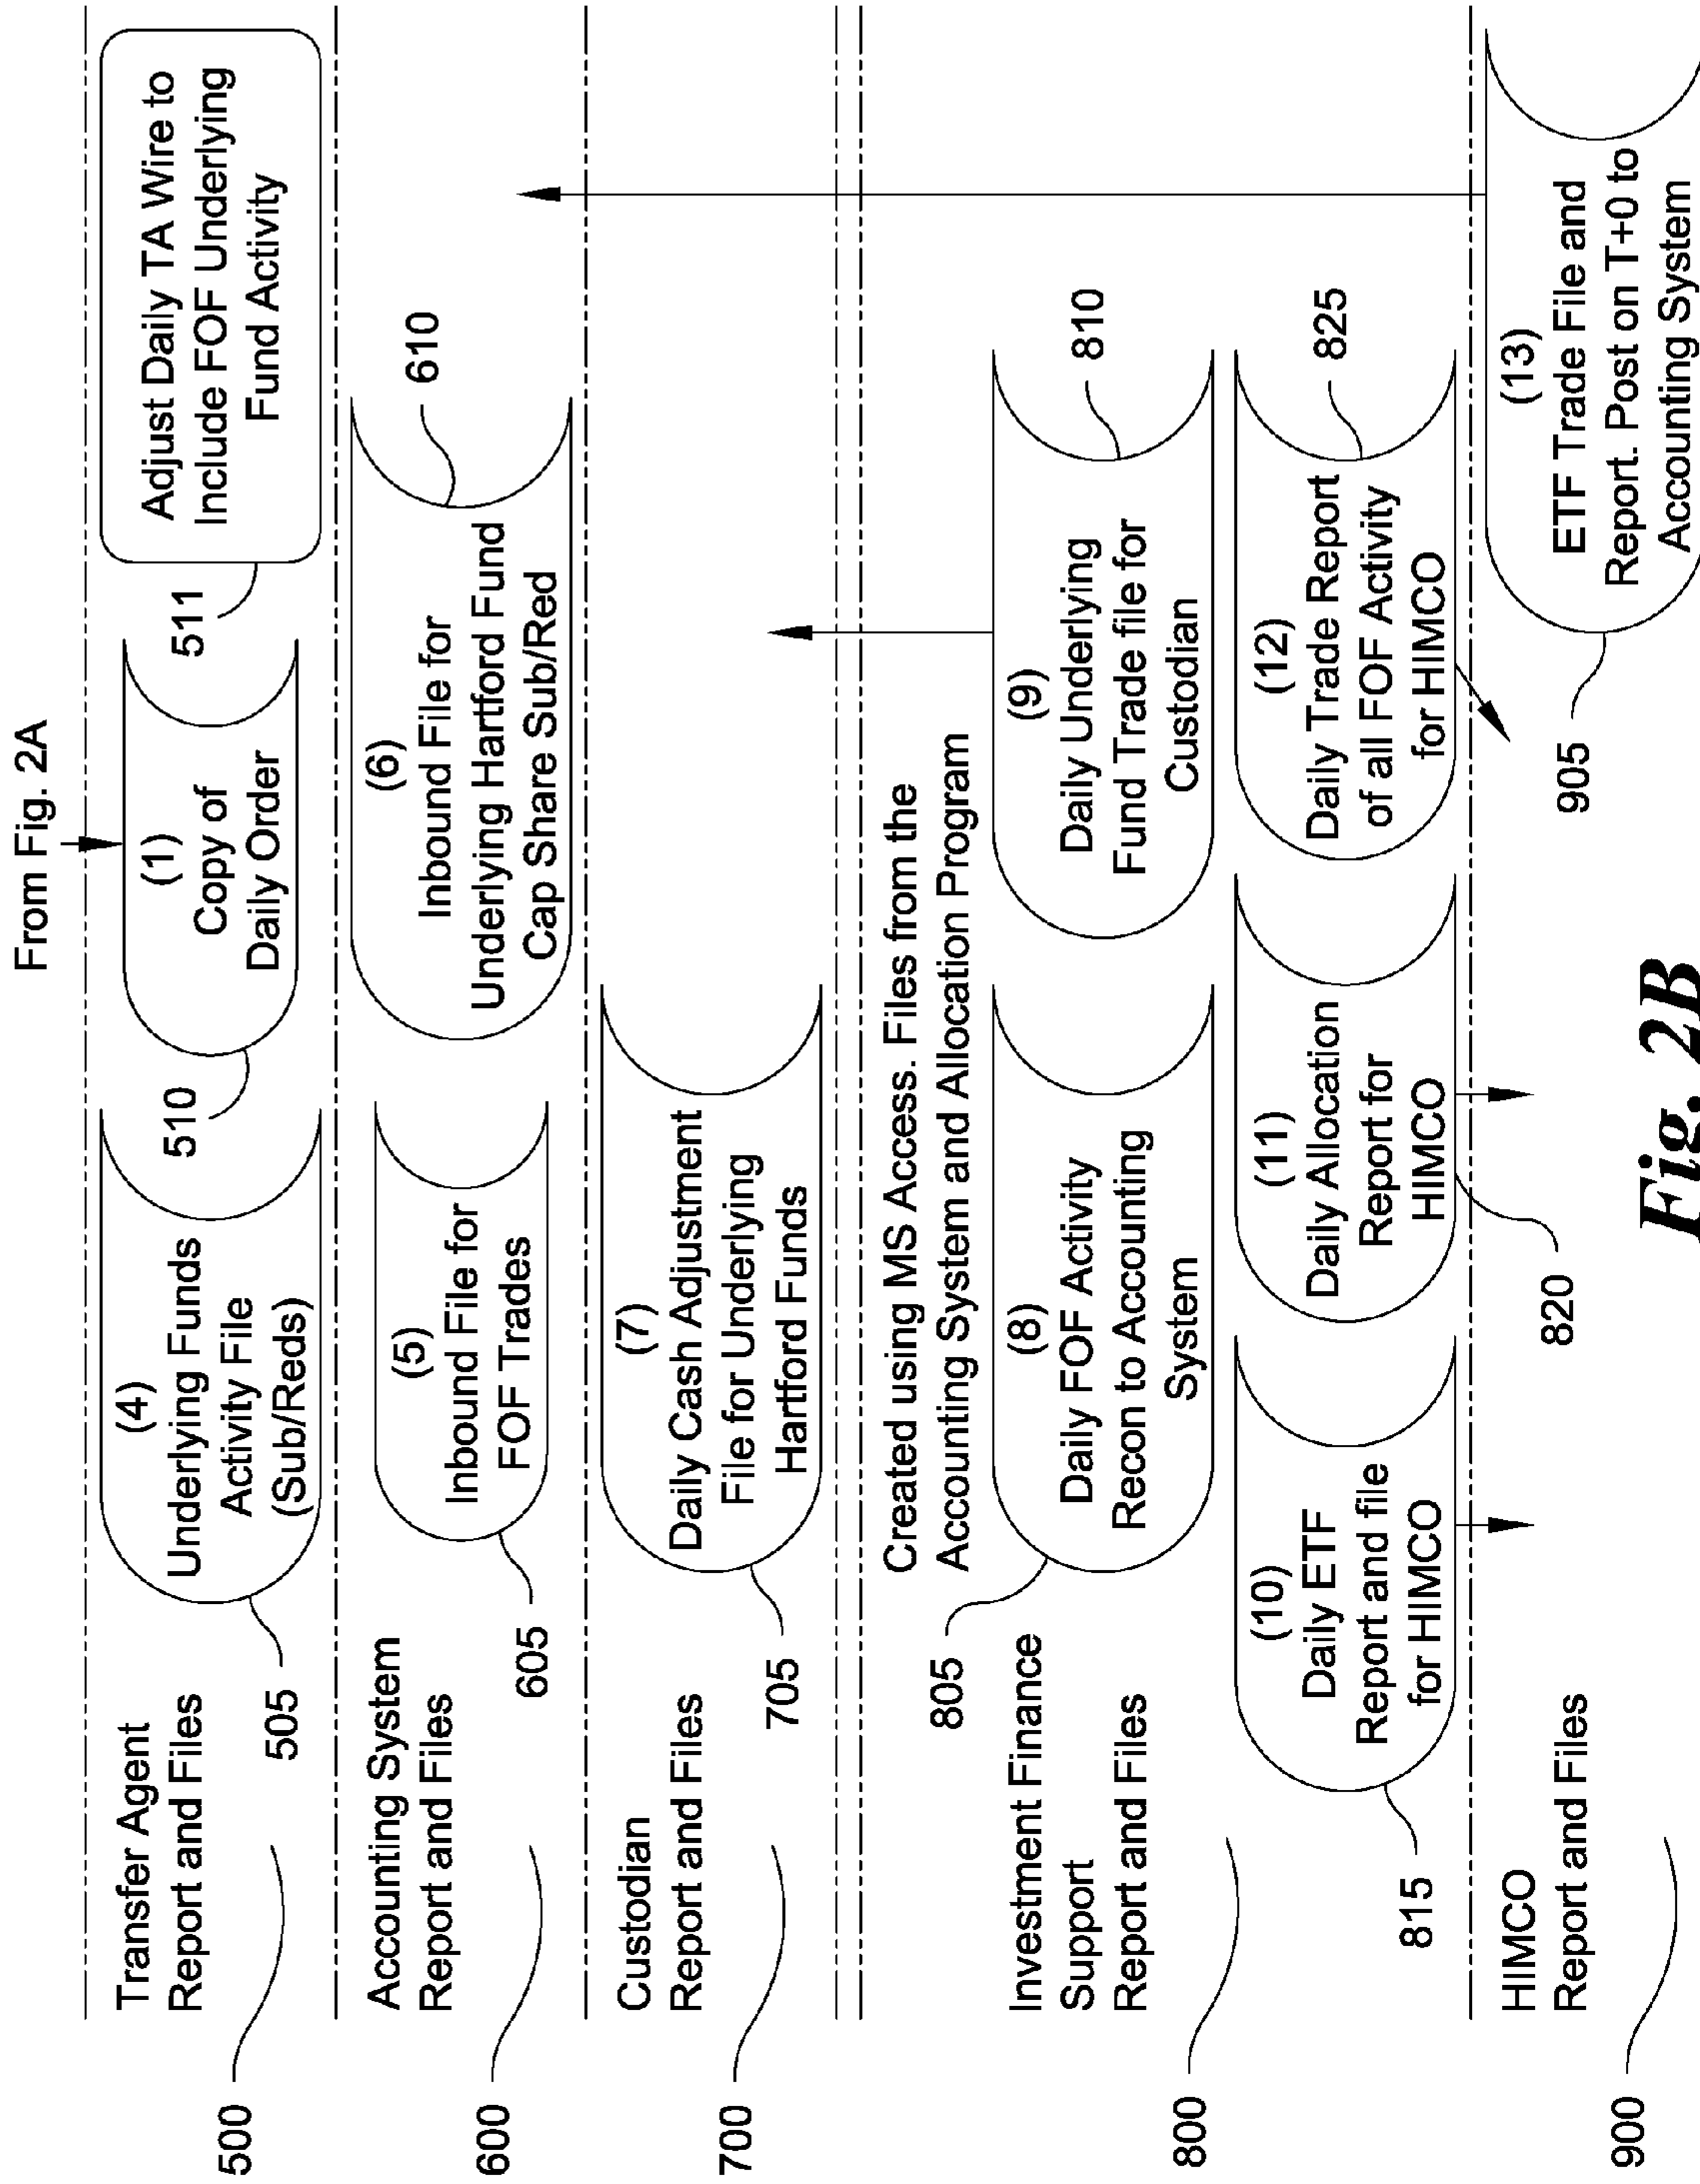 From Fig. 2A
Transfer Agent
Report and Files
500
(4)
Underlying Funds
Activity File
(Sub/Reds)
505
(1)
Copy of
Daily Order
510
Adjust Daily TA Wire to
Include FOF Underlying
Fund Activity
511
Accounting System
Report and Files
600
(5)
Inbound File for
FOF Trades
605
(6)
Inbound File for
Underlying Hartford Fund
Cap Share Sub/Red
610
Custodian
Report and Files
700
(7)
Daily Cash Adjustment
File for Underlying
Hartford Funds
705
Created using MS Access. Files from the
Accounting System and Allocation Program
Investment Finance
Support
Report and Files
800
(8)
Daily FOF Activity
Recon to Accounting
System
805
(9)
Daily Underlying
Fund Trade file for
Custodian
810
(10)
Daily ETF
Report and file
for HIMCO
815
(11)
Daily Allocation
Report for
HIMCO
820
(12)
Daily Trade Report
of all FOF Activity
for HIMCO
825
HIMCO
Report and Files
900
(13)
ETF Trade File and
Report. Post on T+0 to
Accounting System
905
Fig. 2B